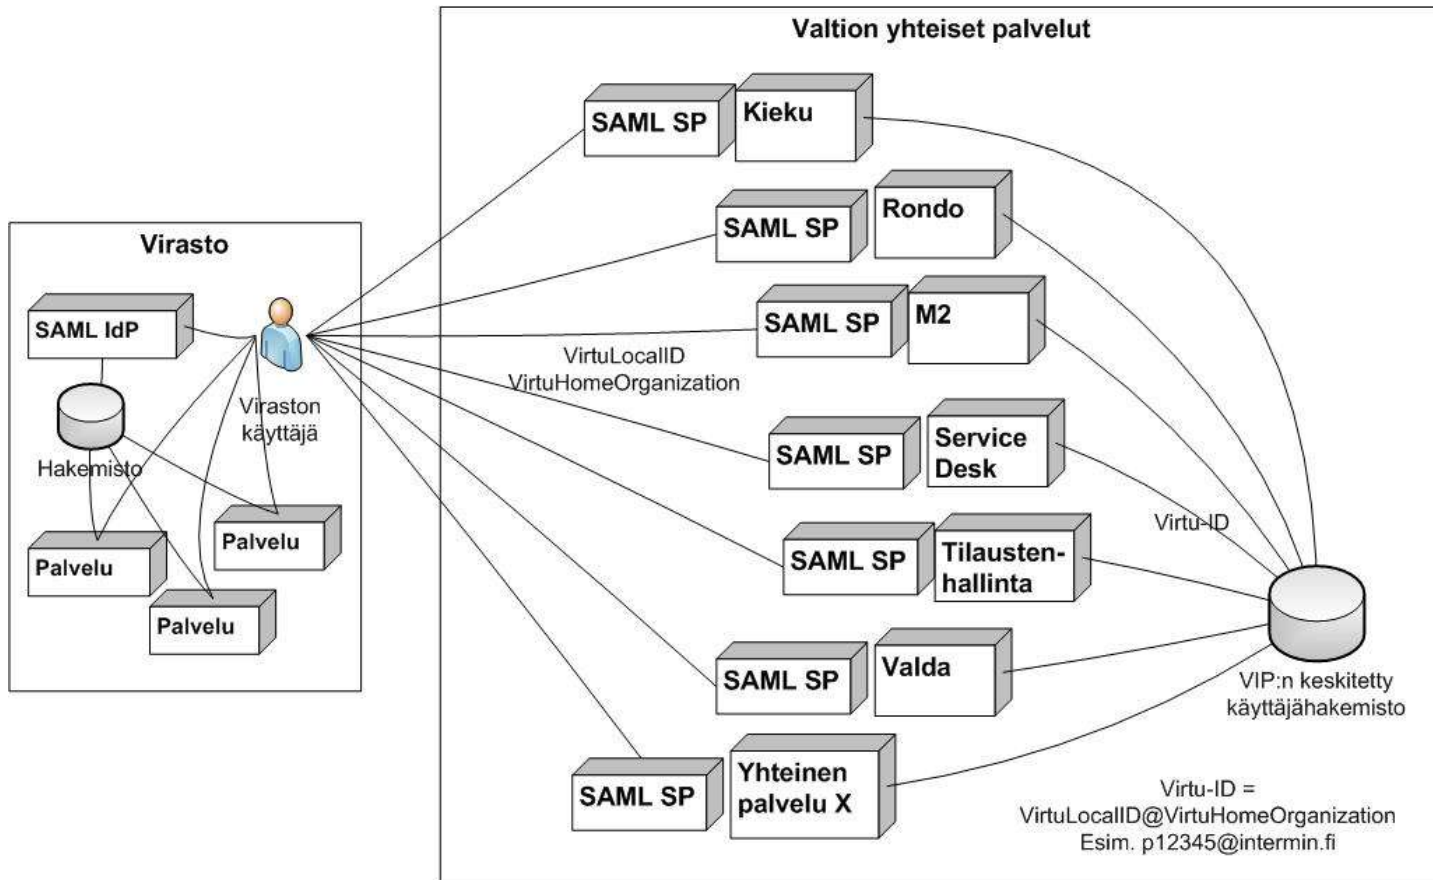 Valtion yhteiset palvelut
SAML SP
Kieku
SAML SP
Rondo
Virasto
SAML IdP
SAML SP
M2
VirtuLocalID
VirtuHomeOrganization
Viraston
käyttäjä
Hakemisto
SAML SP
Service
Desk
Virtu-ID
Palvelu
Palvelu
Palvelu
SAML SP
Tilausten-
hallinta
SAML SP
Valda
VIP:n keskitetty
käyttäjähakemisto
SAML SP
Yhteinen
palvelu X
Virtu-ID =
VirtuLocalID@VirtuHomeOrganization
Esim. p12345@intermin.fi